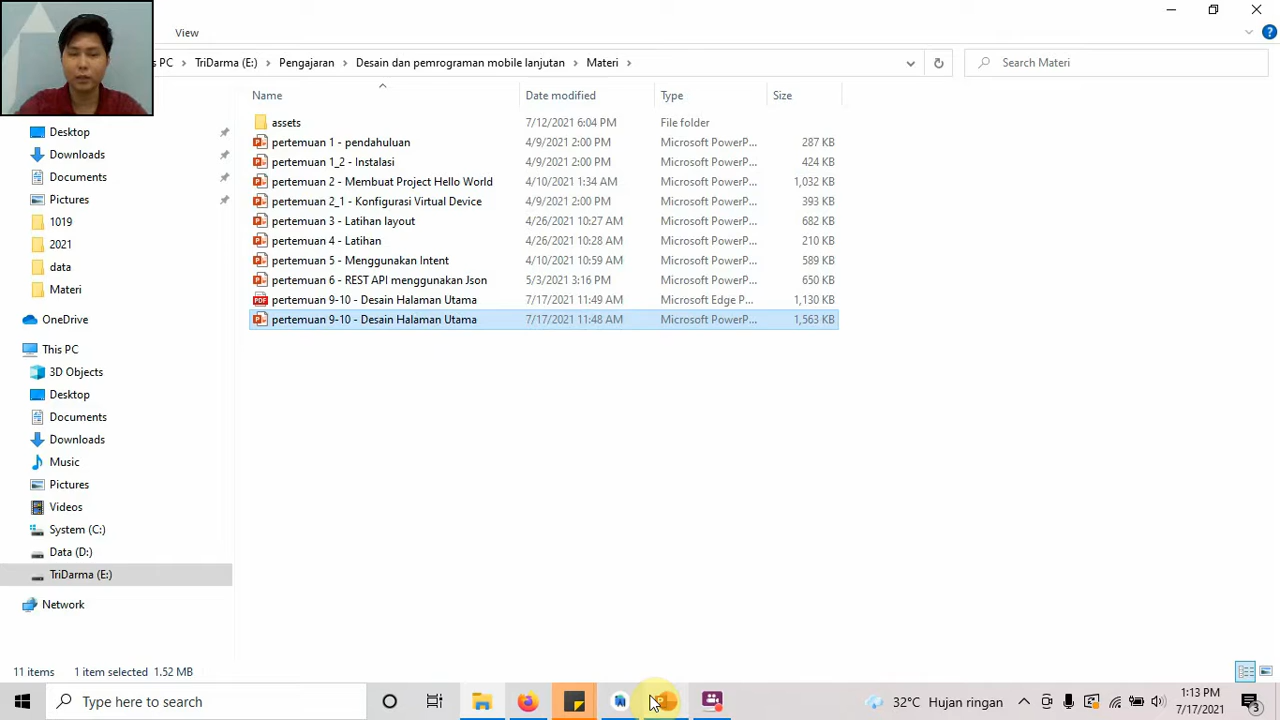 View
s PC > TriDarma (E:) > Pengajaran > Desain dan pemrograman mobile lanjutan > Materi >
Search Materi
Name Date modified Type Size
assets 7/12/2021 6:04 PM File folder
pertemuan 1 - pendahuluan 4/9/2021 2:00 PM Microsoft PowerP... 287 KB
pertemuan 1_2 - Instalasi 4/9/2021 2:00 PM Microsoft PowerP... 424 KB
pertemuan 2 - Membuat Project Hello World 4/10/2021 1:34 AM Microsoft PowerP... 1,032 KB
pertemuan 2_1 - Konfigurasi Virtual Device 4/9/2021 2:00 PM Microsoft PowerP... 393 KB
pertemuan 3 - Latihan layout 4/26/2021 10:27 AM Microsoft PowerP... 682 KB
pertemuan 4 - Latihan 4/26/2021 10:28 AM Microsoft PowerP... 210 KB
pertemuan 5 - Menggunakan Intent 4/10/2021 10:59 AM Microsoft PowerP... 589 KB
pertemuan 6 - REST API menggunakan Json 5/3/2021 3:16 PM Microsoft PowerP... 650 KB
pertemuan 9-10 - Desain Halaman Utama 7/17/2021 11:49 AM Microsoft Edge P... 1,130 KB
pertemuan 9-10 - Desain Halaman Utama 7/17/2021 11:48 AM Microsoft PowerP... 1,563 KB
Desktop
Downloads
Documents
Pictures
1019
2021
data
Materi
OneDrive
This PC
3D Objects
Desktop
Documents
Downloads
Music
Pictures
Videos
System (C:)
Data (D:)
TriDarma (E:)
Network
11 items 1 item selected 1.52 MB
Type here to search
32°C Hujan ringan
1:13 PM
7/17/2021
3